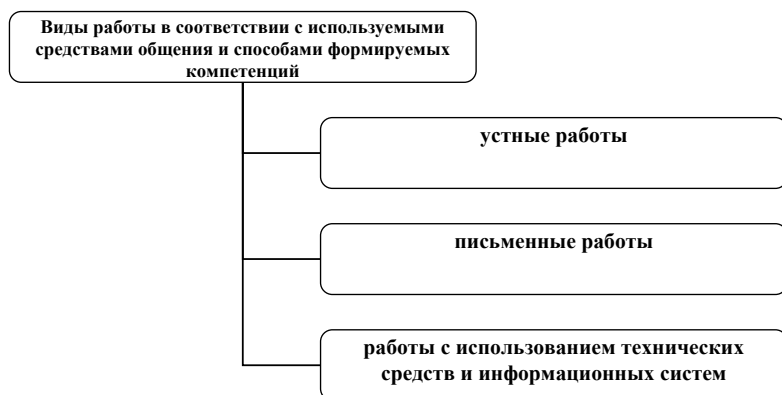 Виды работы в соответствии с используемыми
средствами общения и способами формируемых
компетенций
устные работы
письменные работы
работы с использованием технических
средств и информационных систем